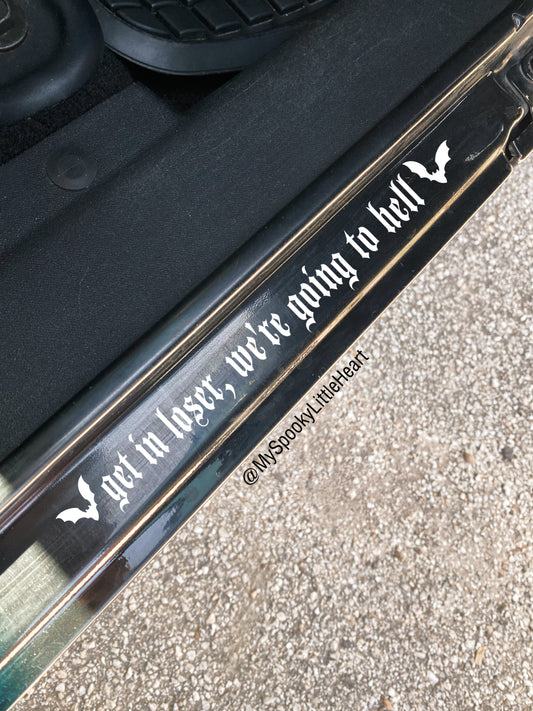 get in loser, we're going to hell
@MySpookyLittleHeart